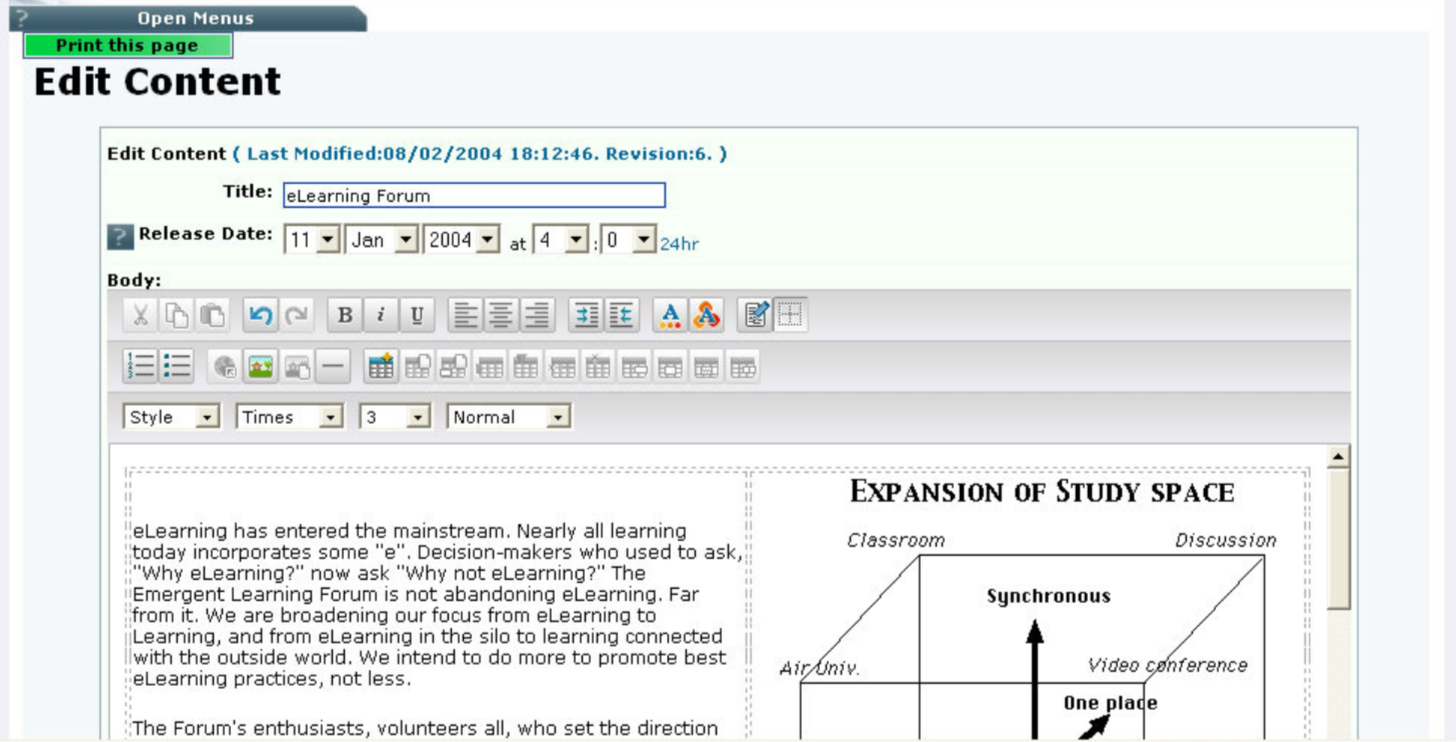 ? Open Menus
Print this page
Edit Content
Edit Content ( Last Modified:08/02/2004 18:12:46. Revision:6. )
Title: eLearning Forum
? Release Date: 11 Jan 2004 at 4 : 0 24hr
Body:
B i U A A
1 2 3
Style Times 3 Normal
EXPANSION OF STUDY SPACE
eLearning has entered the mainstream. Nearly all learning
today incorporates some "e". Decision-makers who used to ask,
"Why eLearning?" now ask "Why not eLearning?" The
Emergent Learning Forum is not abandoning eLearning. Far
from it. We are broadening our focus from eLearning to
Learning, and from eLearning in the silo to learning connected
with the outside world. We intend to do more to promote best
eLearning practices, not less.
The Forum's enthusiasts, volunteers all, who set the direction
Classroom Discussion
Synchronous
Air Univ. Video conference
One place